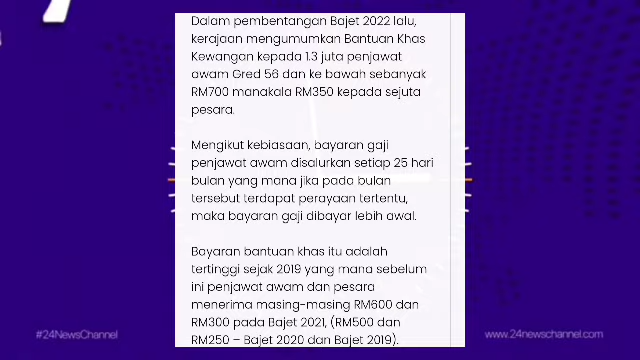 Dalam pembentangan Bajet 2022 lalu,
kerajaan mengumumkan Bantuan Khas
Kewangan kepada 1.3 juta penjawat
awam Gred 56 dan ke bawah sebanyak
RM700 manakala RM350 kepada sejuta
pesara.
Mengikut kebiasaan, bayaran gaji
penjawat awam disalurkan setiap 25 hari
bulan yang mana jika pada bulan
tersebut terdapat perayaan tertentu,
maka bayaran gaji dibayar lebih awal.
Bayaran bantuan khas itu adalah
tertinggi sejak 2019 yang mana sebelum
ini penjawat awam dan pesara
menerima masing-masing RM600 dan
RM300 pada Bajet 2021, (RM500 dan
RM250 – Bajet 2020 dan Bajet 2019).
#24NewsChannel
www.24newschannel.com